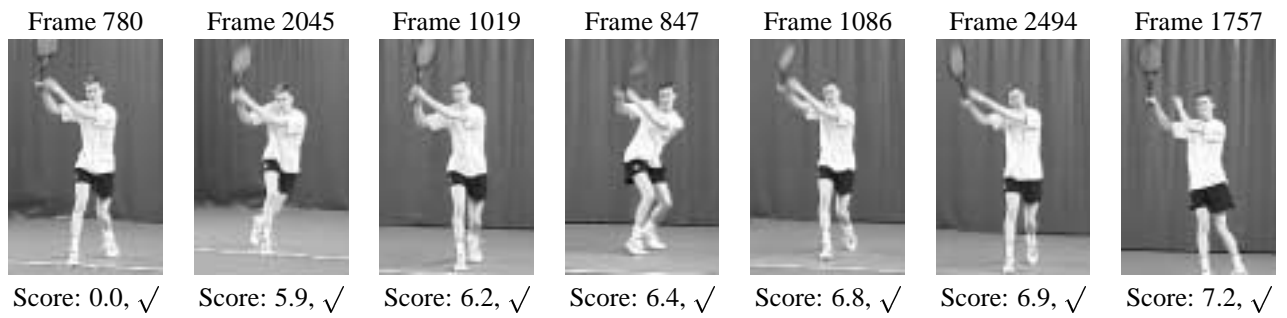 Frame 780 Frame 2045 Frame 1019 Frame 847 Frame 1086 Frame 2494 Frame 1757
Score: 0.0, √ Score: 5.9, √ Score: 6.2, √ Score: 6.4, √ Score: 6.8, √ Score: 6.9, √ Score: 7.2, √